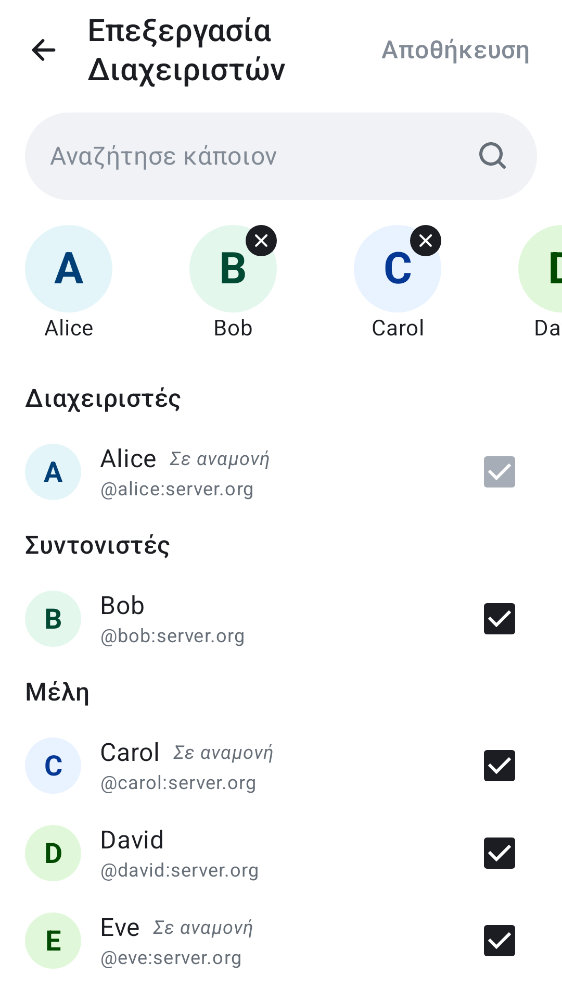 Επεξεργασία
Διαχειριστών
Αποθήκευση
Αναζήτησε κάποιον
A
B
C
D
Alice
Bob
Carol
Da
Διαχειριστές
A
Alice Σε αναμονή
@alice:server.org
Συντονιστές
B
Bob
@bob:server.org
Μέλη
C
Carol Σε αναμονή
@carol:server.org
D
David
@david:server.org
E
Eve Σε αναμονή
@eve:server.org